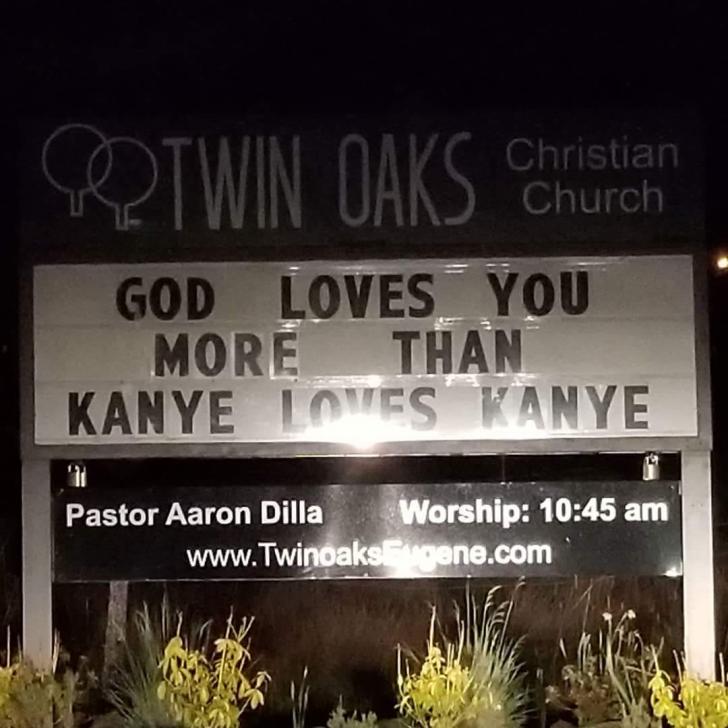 TWIN OAKS Christian Church
GOD LOVES YOU
MORE THAN
KANYE LOVES KANYE
Pastor Aaron Dilla Worship: 10:45 am
www.TwinoaksEugene.com